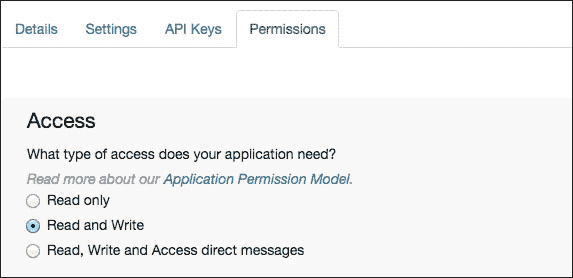 Details Settings API Keys Permissions
Access
What type of access does your application need?
Read more about our Application Permission Model.
Read only
Read and Write
Read, Write and Access direct messages